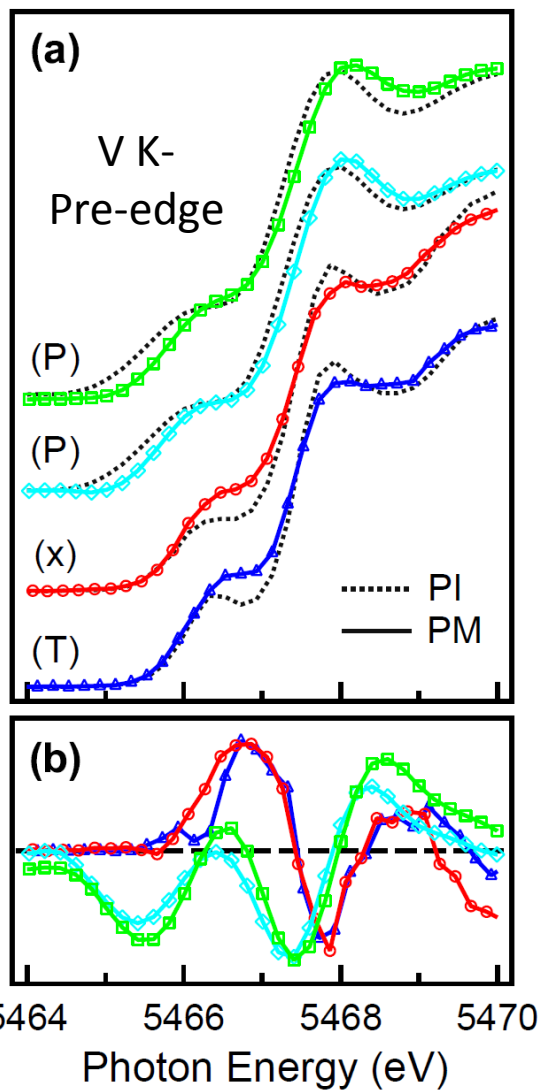 (a)
V K-
Pre-edge
(P)
(P)
(x)
(T)
PI
PM
(b)
5464 5466 5468 5470
Photon Energy (eV)